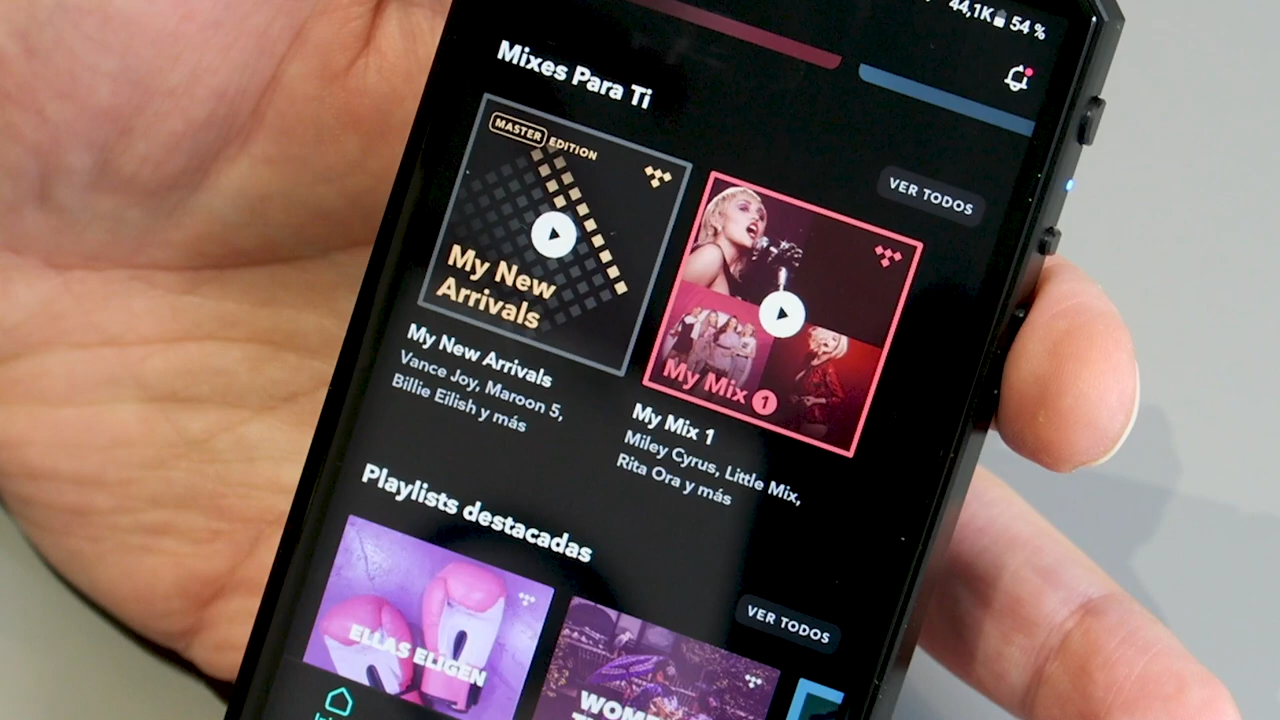 44,1K 54 %
Mixes Para Ti
VER TODOS
MASTER EDITION
My New
Arrivals
My Mix 1
My New Arrivals
Vance Joy, Maroon 5,
Billie Eilish y más
My Mix 1
Miley Cyrus, Little Mix,
Rita Ora y más
Playlists destacadas
VER TODOS
ELLAS ELIGEN